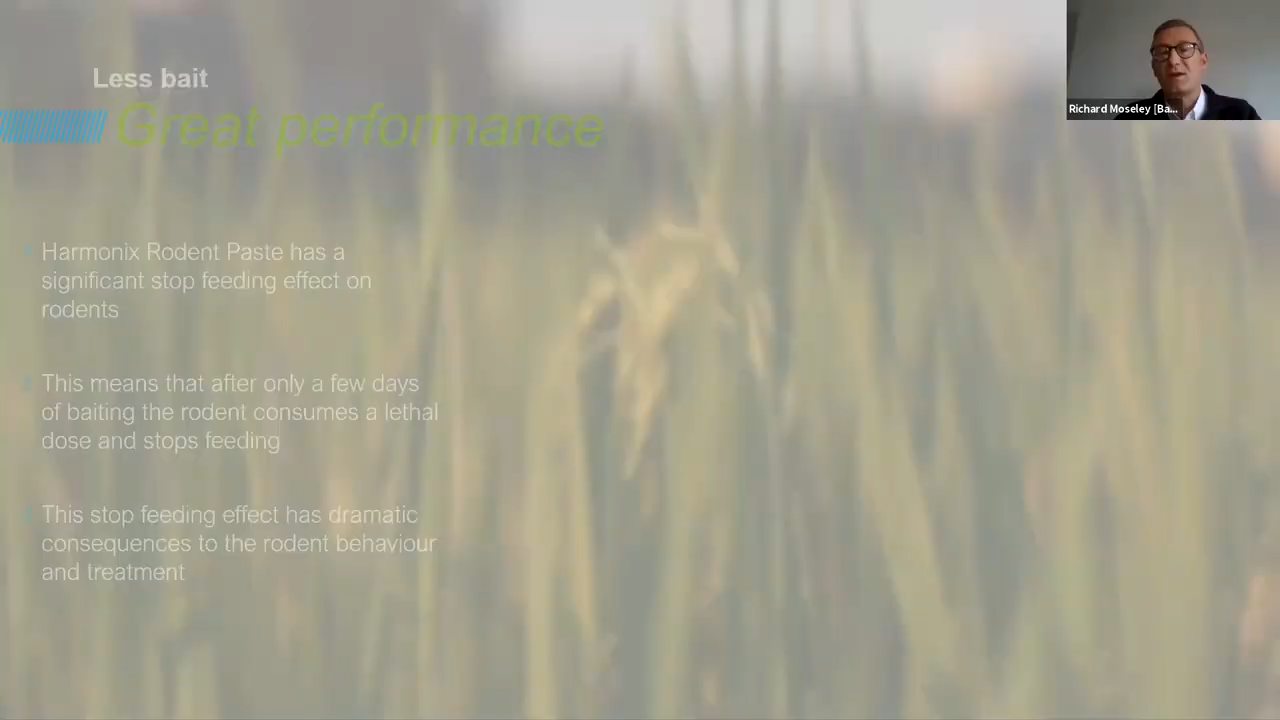 Less bait
Great performance
Richard Moseley [Ba...
Harmonix Rodent Paste has a
significant stop feeding effect on
rodents
This means that after only a few days
of baiting the rodent consumes a lethal
dose and stops feeding
This stop feeding effect has dramatic
consequences to the rodent behaviour
and treatment